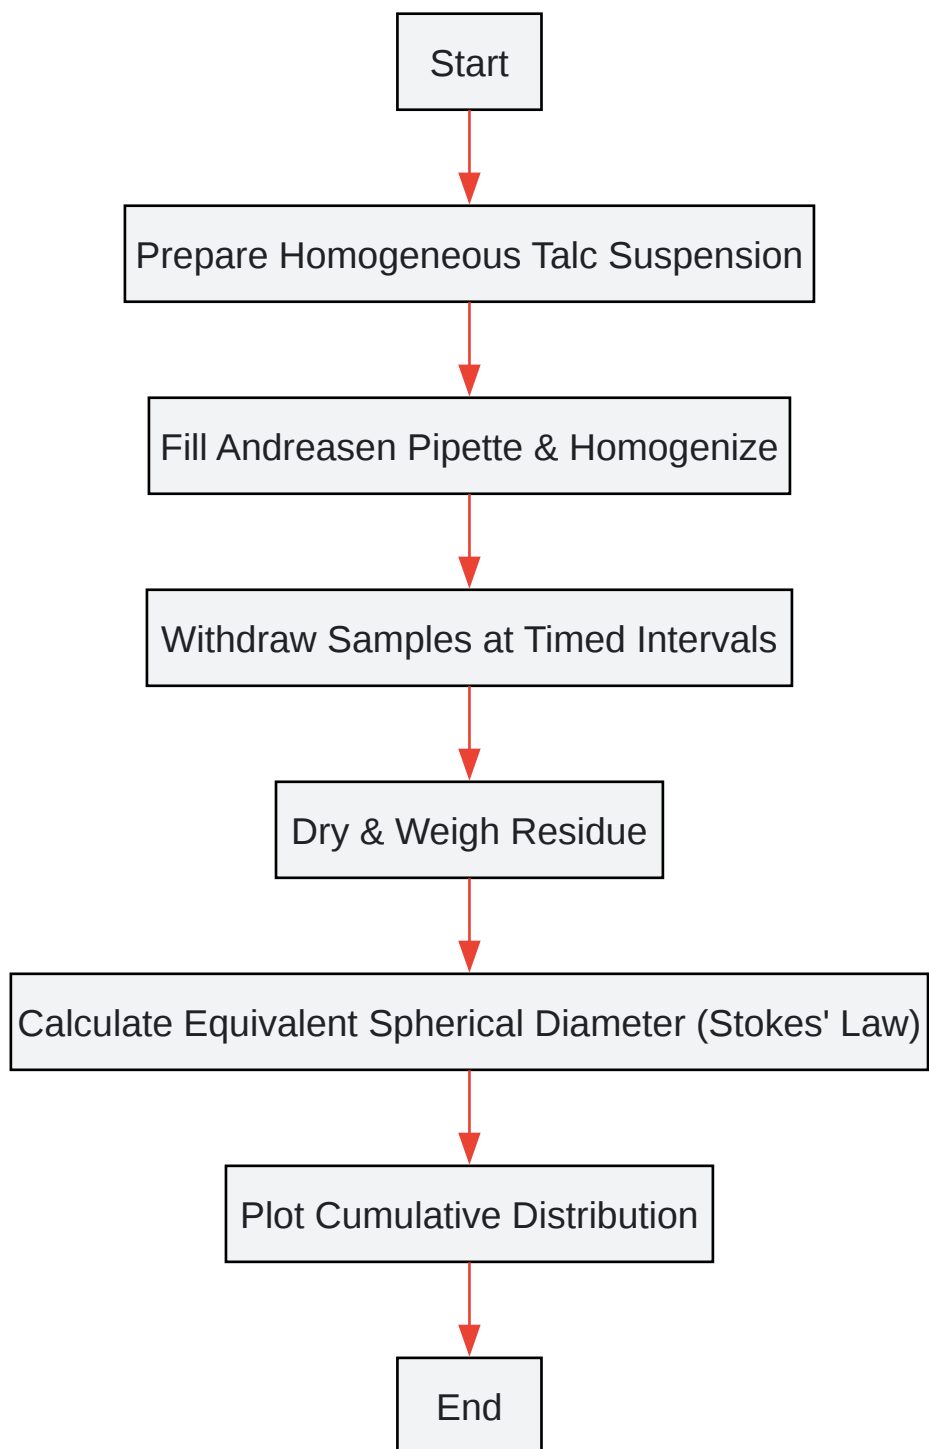 Start
Prepare Homogeneous Talc Suspension
Fill Andreasen Pipette & Homogenize
Withdraw Samples at Timed Intervals
Dry & Weigh Residue
Calculate Equivalent Spherical Diameter (Stokes' Law)
Plot Cumulative Distribution
End